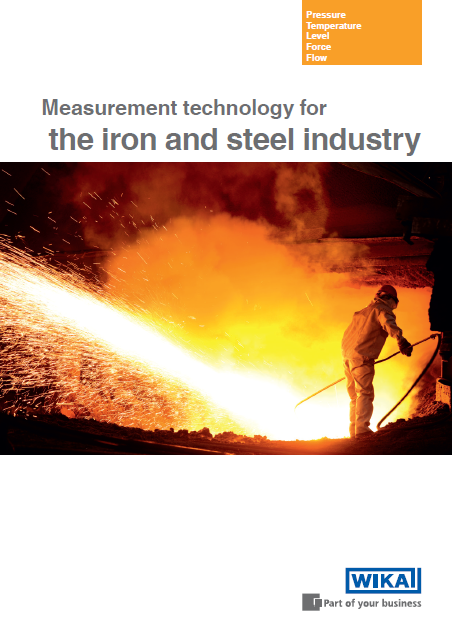 Pressure
Temperature
Level
Force
Flow
Measurement technology for
the iron and steel industry
WIKA
Part of your business